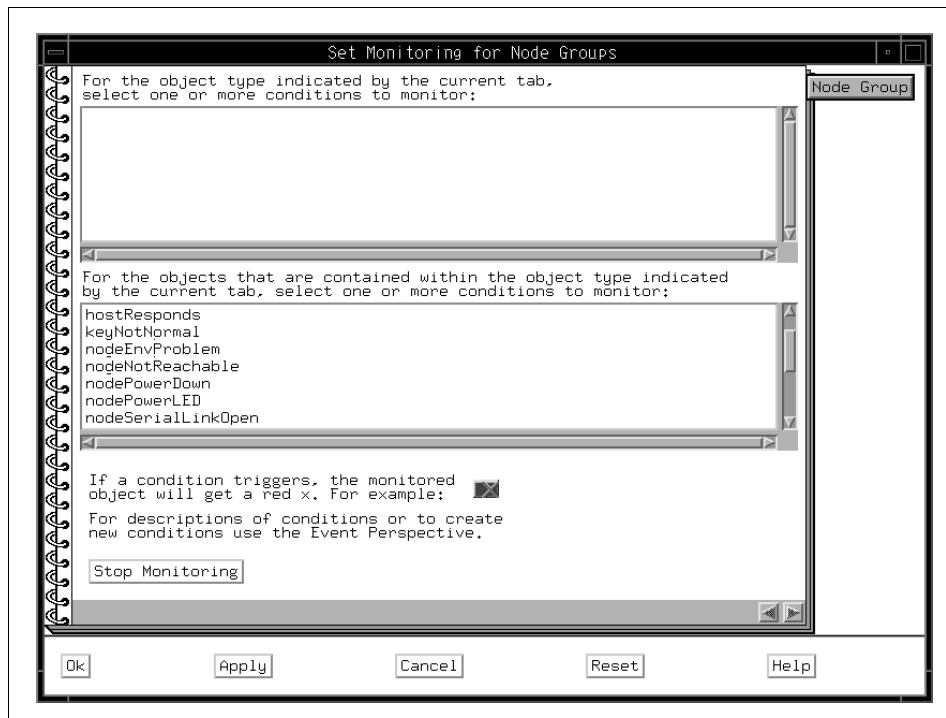 Set Monitoring for Node Groups
For the object type indicated by the current tab,
select one or more conditions to monitor:
Node Group
For the objects that are contained within the object type indicated
by the current tab, select one or more conditions to monitor:
hostResponds
keyNotNormal
nodeEnvProblem
nodeNotReachable
nodePowerDown
nodePowerLED
nodeSerialLinkOpen
If a condition triggers, the monitored
object will get a red x. For example:
For descriptions of conditions or to create
new conditions use the Event Perspective.
Stop Monitoring
Ok
Apply
Cancel
Reset
Help